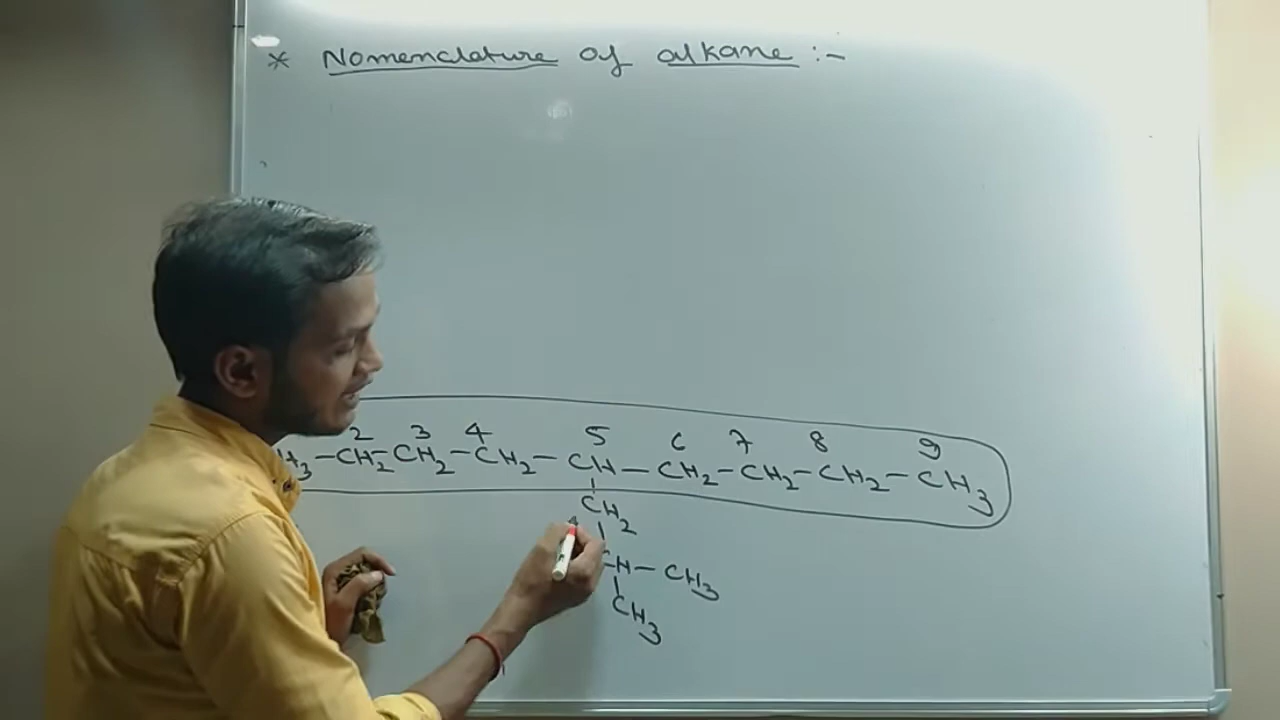 * Nomenclature of alkane :-
2 3 4 5 6 7 8 9
H3 - CH2 - CH2 - CH2 - CH - CH2 - CH2 - CH2 - CH3
CH2
CH - CH3
CH3